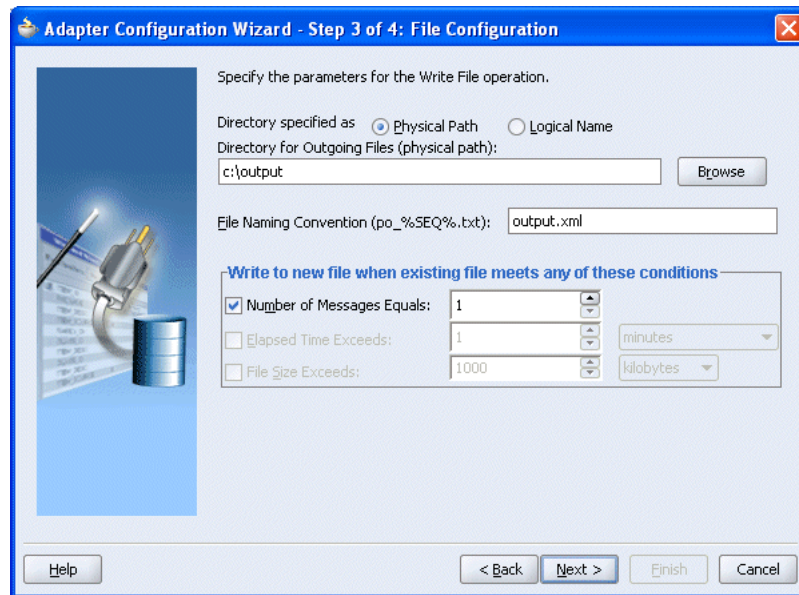 Adapter Configuration Wizard - Step 3 of 4: File Configuration
Specify the parameters for the Write File operation.
Directory specified as Physical Path Logical Name
Directory for Outgoing Files (physical path):
c:\output Browse
File Naming Convention (po_%SEQ%.txt): output.xml
Write to new file when existing file meets any of these conditions
Number of Messages Equals: 1
Elapsed Time Exceeds: 1 minutes
File Size Exceeds: 1000 kilobytes
Help < Back Next > Finish Cancel